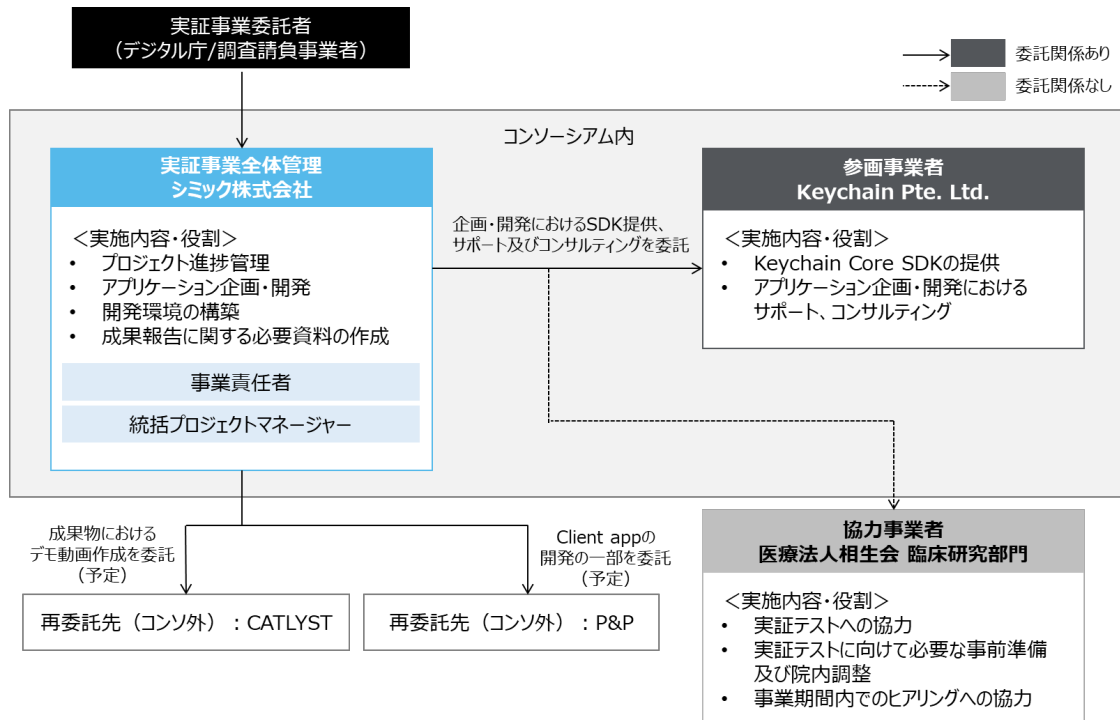 実証事業委託者
（デジタル庁/調査請負事業者）
委託関係あり
委託関係なし
コンソーシアム内
実証事業全体管理
シミック株式会社
＜実施内容・役割＞
• プロジェクト進捗管理
• アプリケーション企画・開発
• 開発環境の構築
• 成果報告に関する必要資料の作成
事業責任者
統括プロジェクトマネージャー
企画・開発におけるSDK提供、
サポート及びコンサルティングを委託
参画事業者
Keychain Pte. Ltd.
＜実施内容・役割＞
• Keychain Core SDKの提供
• アプリケーション企画・開発における
サポート、コンサルティング
成果物における
デモ動画作成を委託
（予定）
Client appの
開発の一部を委託
（予定）
再委託先（コンソ外）：CATLYST
再委託先（コンソ外）：P&P
協力事業者
医療法人相生会 臨床研究部門
＜実施内容・役割＞
• 実証テストへの協力
• 実証テストに向けて必要な事前準備
及び院内調整
• 事業期間内でのヒアリングへの協力